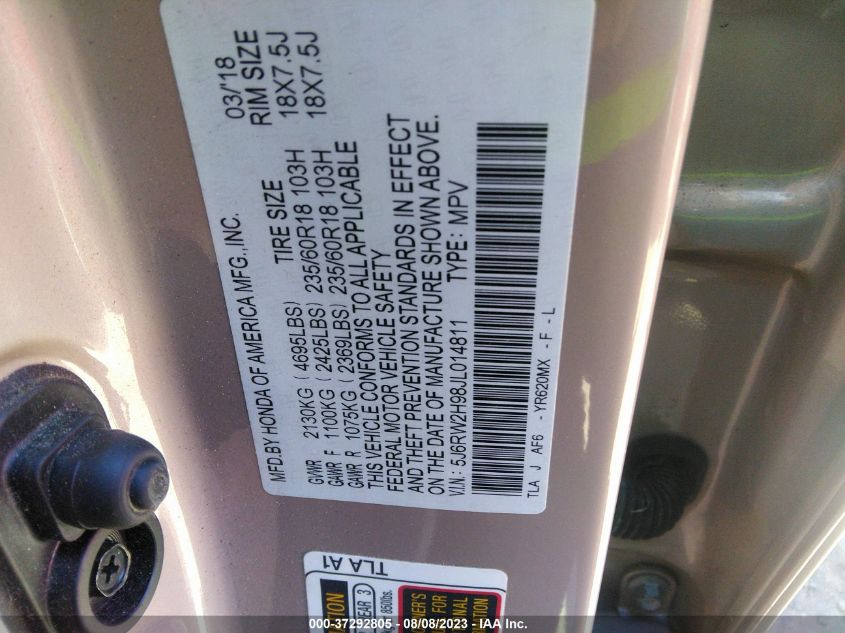 MFD.BY HONDA OF AMERICA MFG.,INC. 03/'18
TIRE SIZE RIM SIZE
GVWR 2130KG (4695LBS)
GAWR F 1100KG (2425LBS) 235/60R18 103H 18X7.5J
GAWR R 1075KG (2369LBS) 235/60R18 103H 18X7.5J
THIS VEHICLE CONFORMS TO ALL APPLICABLE
FEDERAL MOTOR VEHICLE SAFETY
AND THEFT PREVENTION STANDARDS IN EFFECT
ON THE DATE OF MANUFACTURE SHOWN ABOVE.
V.I.N.: 5J6RW2H98JL014811 TYPE: MPV
TLA J AF6 - YR620MX - F - L
TLA A1
EAR 3
850lbs.
000-37292805 - 08/08/2023 - IAA Inc.